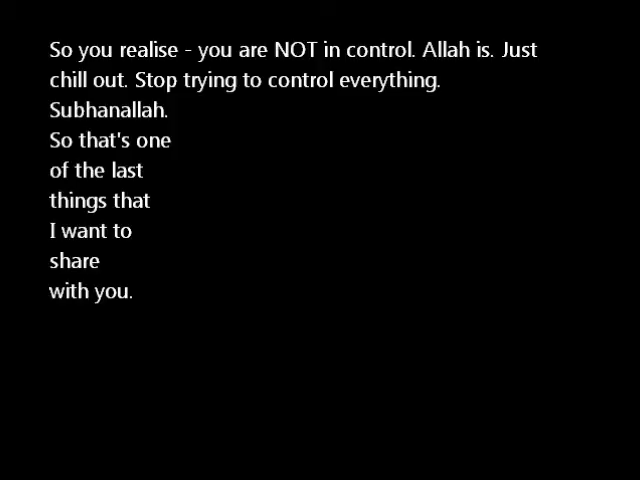 So you realise - you are NOT in control. Allah is. Just
chill out. Stop trying to control everything.
Subhanallah.
So that's one
of the last
things that
I want to
share
with you.